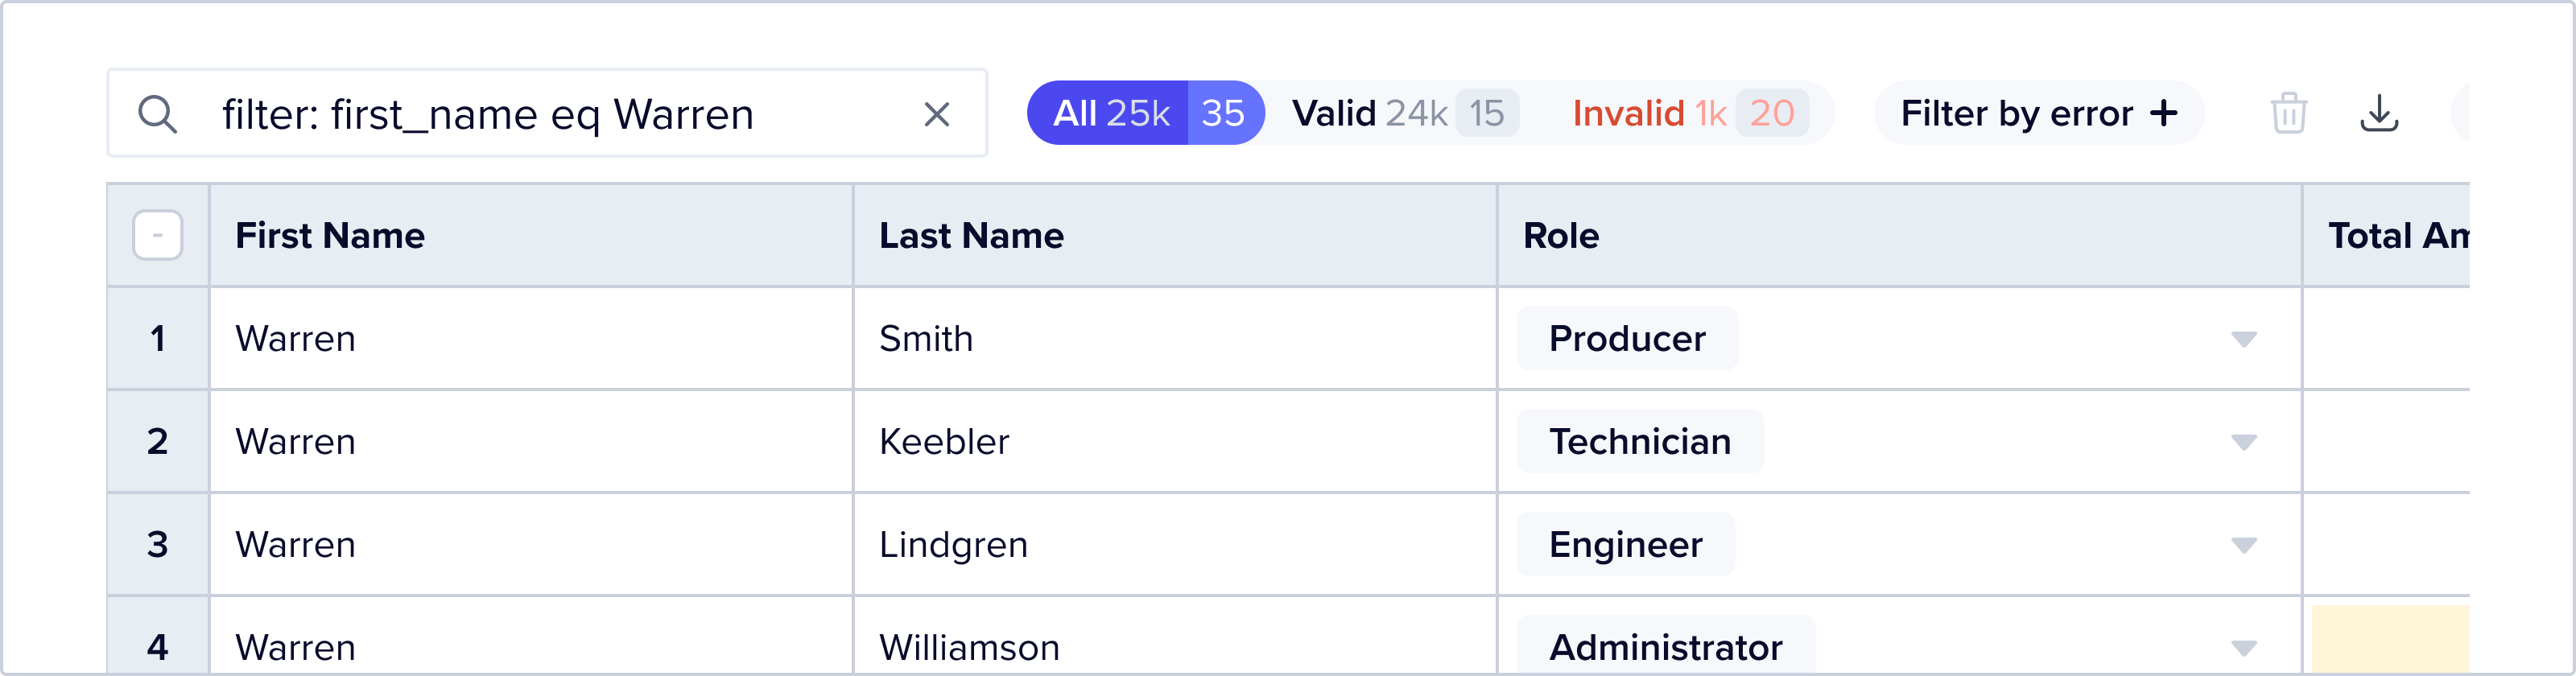 filter: first_name eq Warren
All 25k 35 Valid 24k 15 Invalid 1k 20 Filter by error +
- First Name Last Name Role Total Am
1 Warren Smith Producer
2 Warren Keebler Technician
3 Warren Lindgren Engineer
4 Warren Williamson Administrator